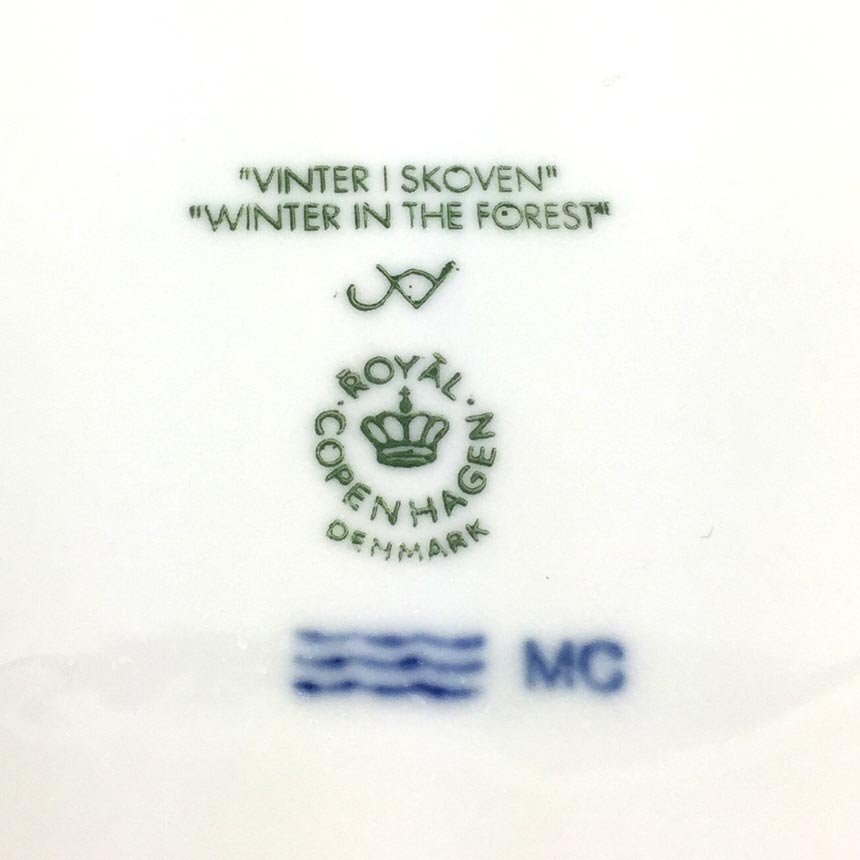 "VINTER I SKOVEN"
"WINTER IN THE FOREST"
ROYAL
COPENHAGEN
DENMARK
MC